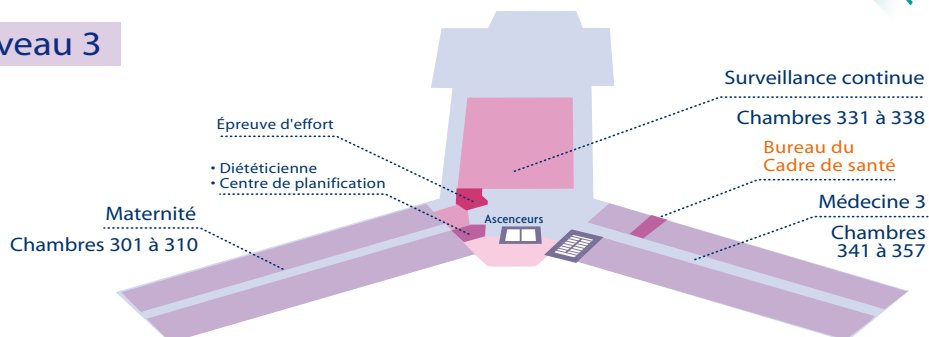 veau 3
Surveillance continue
Chambres 331 à 338
Épreuve d'effort
Bureau du
Cadre de santé
• Diététicienne
• Centre de planification
Maternité
Chambres 301 à 310
Ascenceurs
Médecine 3
Chambres
341 à 357